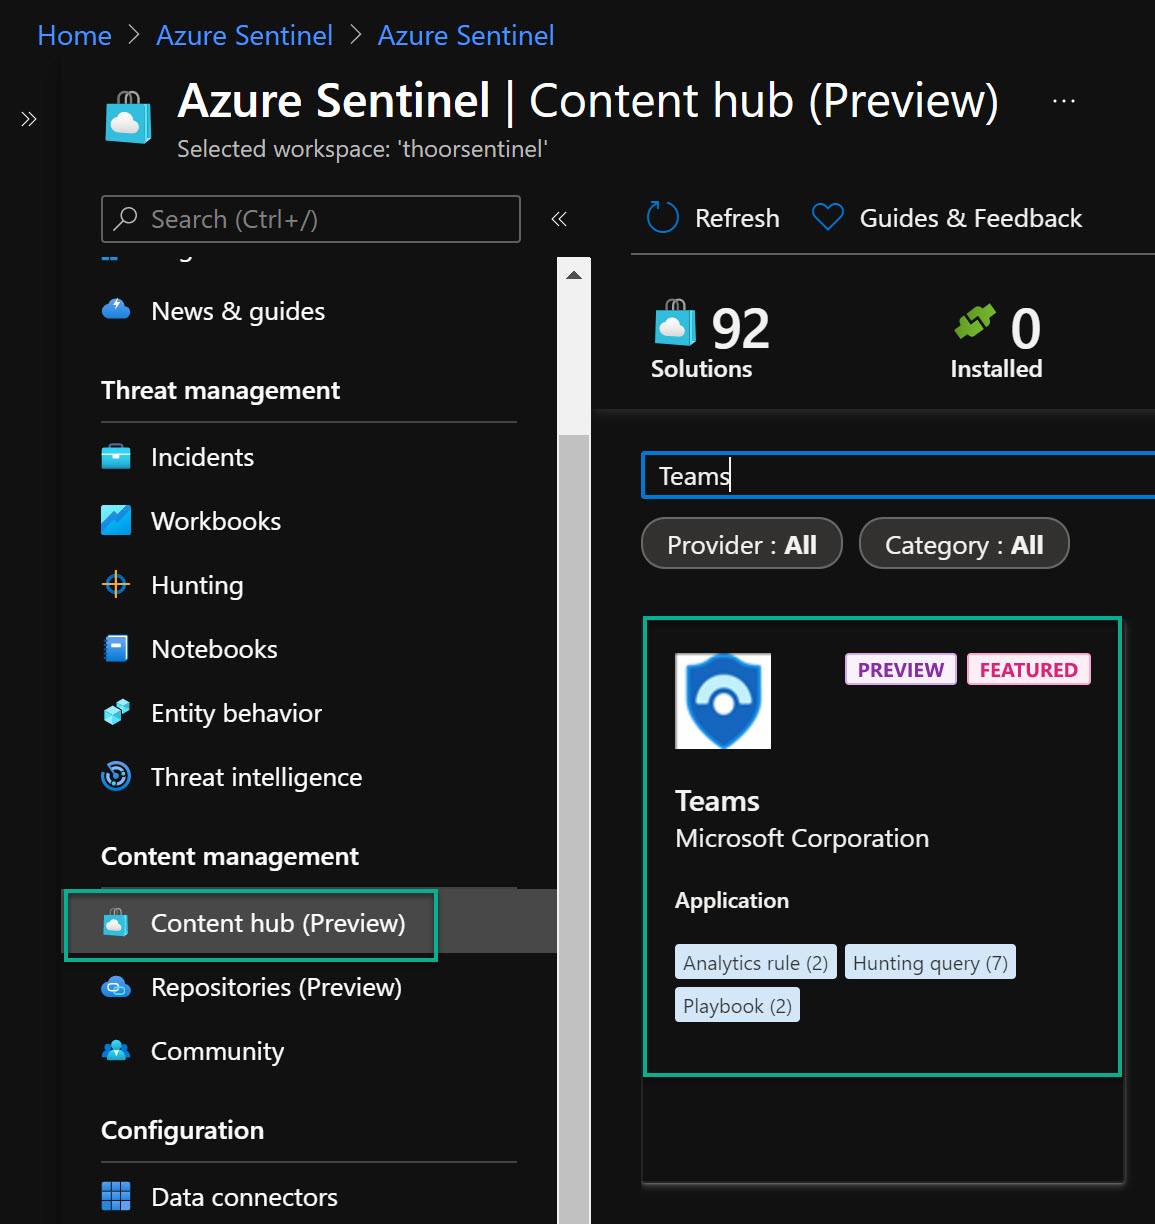 Home > Azure Sentinel > Azure Sentinel
Azure Sentinel | Content hub (Preview) ...
Selected workspace: 'thoorsentinel'
Search (Ctrl+/)
News & guides
Threat management
Incidents
Workbooks
Hunting
Notebooks
Entity behavior
Threat intelligence
Content management
Content hub (Preview)
Repositories (Preview)
Community
Configuration
Data connectors
Refresh
Guides & Feedback
92
Solutions
0
Installed
Teams
Provider : All
Category : All
PREVIEW
FEATURED
Teams
Microsoft Corporation
Application
Analytics rule (2)
Hunting query (7)
Playbook (2)